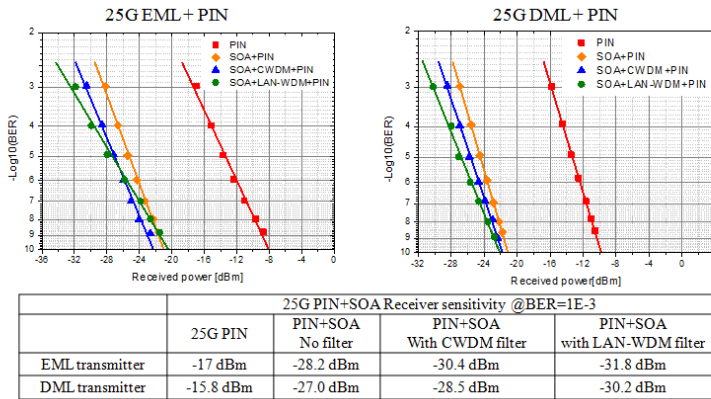 25G EML+ PIN
25G DML+ PIN
PIN
SOA+PIN
SOA+CWDM+PIN
SOA+LAN-WDM+PIN
PIN
SOA+PIN
SOA+CWDM+PIN
SOA+LAN-WDM+PIN
-Log10(BER)
2
3
4
5
6
7
8
9
10
-36 -32 -28 -24 -20 -16 -12 -8 -4 0
Received power [dBm]
-Log10(BER)
2
3
4
5
6
7
8
9
10
-32 -28 -24 -20 -16 -12 -8 -4 0 4
Received power[dBm]
25G PIN+SOA Receiver sensitivity @BER=1E-3
25G PIN
PIN+SOA
No filter
PIN+SOA
With CWDM filter
PIN+SOA
with LAN-WDM filter
EML transmitter -17 dBm -28.2 dBm -30.4 dBm -31.8 dBm
DML transmitter -15.8 dBm -27.0 dBm -28.5 dBm -30.2 dBm